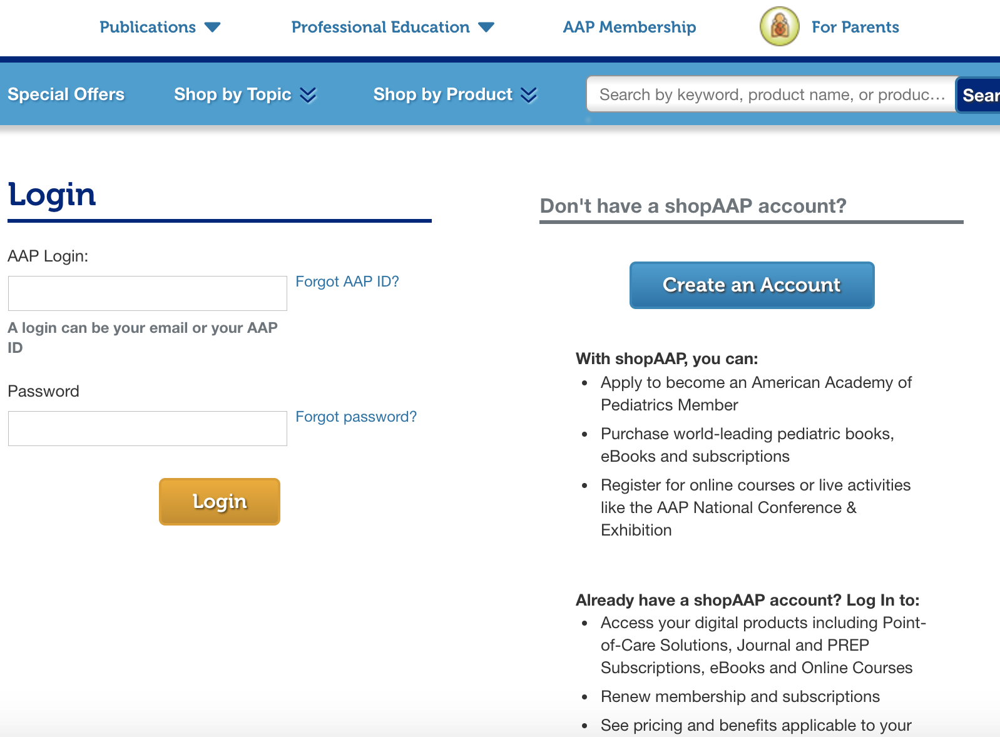 Publications
Professional Education
AAP Membership
For Parents
Special Offers
Shop by Topic
Shop by Product
Search by keyword, product name, or produc...
Login
AAP Login:
Forgot AAP ID?
A login can be your email or your AAP
ID
Password
Forgot password?
Login
Don't have a shopAAP account?
Create an Account
With shopAAP, you can:
• Apply to become an American Academy of
Pediatrics Member
• Purchase world-leading pediatric books,
eBooks and subscriptions
• Register for online courses or live activities
like the AAP National Conference &
Exhibition
Already have a shopAAP account? Log In to:
• Access your digital products including Point-
of-Care Solutions, Journal and PREP
Subscriptions, eBooks and Online Courses
• Renew membership and subscriptions
• See pricing and benefits applicable to your